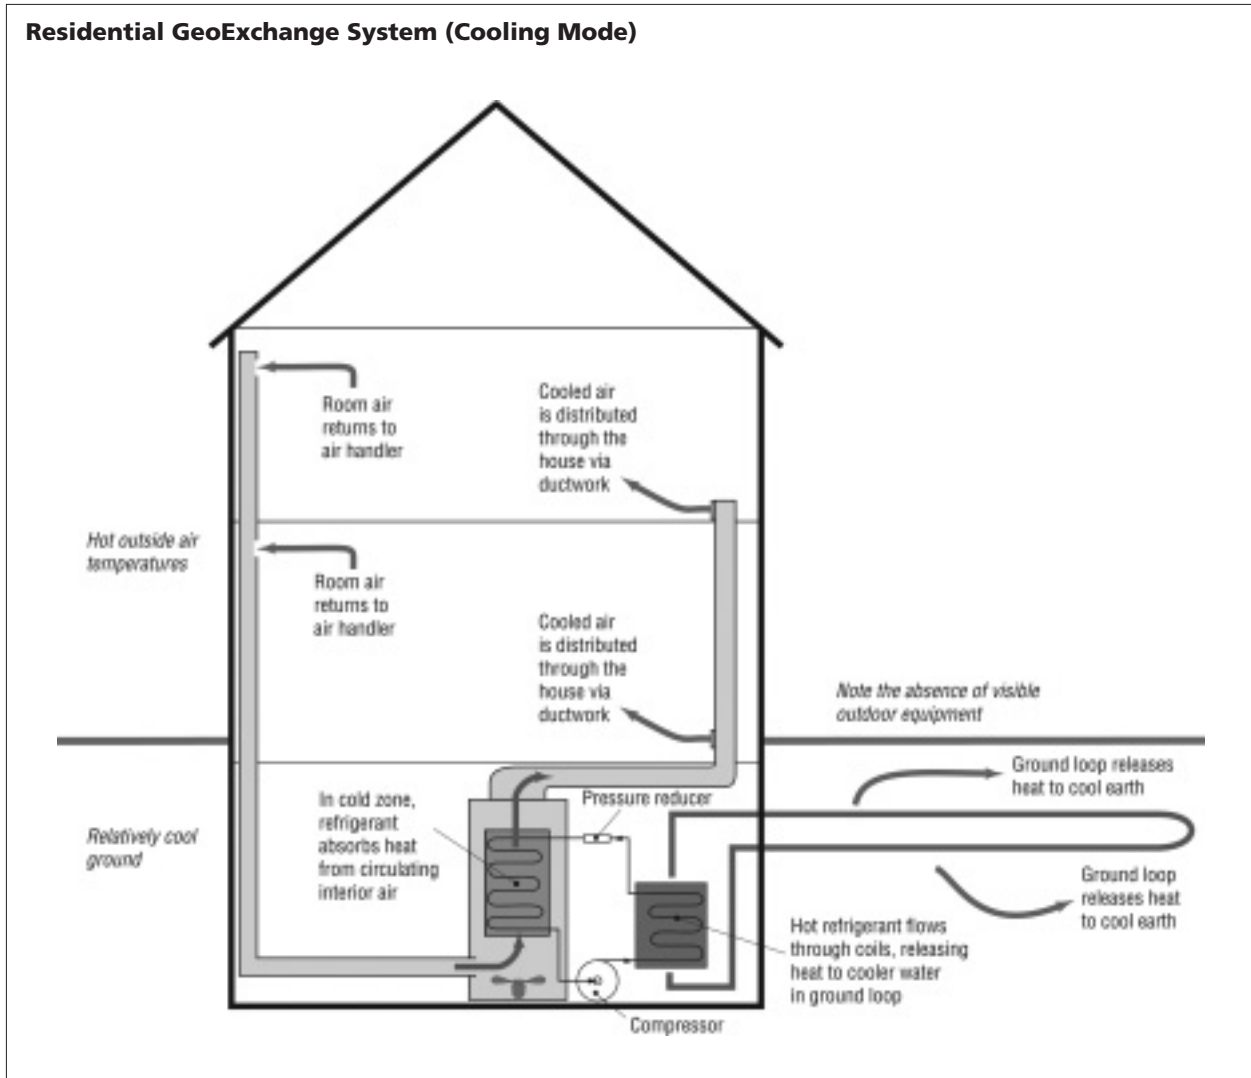 Residential GeoExchange System (Cooling Mode)
Room air
returns to
air handler
Cooled air
is distributed
through the
house via
ductwork
Hot outside air
temperatures
Room air
returns to
air handler
Cooled air
is distributed
through the
house via
ductwork
Note the absence of visible
outdoor equipment
Ground loop releases
heat to cool earth
In cold zone,
refrigerant
absorbs heat
from circulating
interior air
Pressure reducer
Relatively cool
ground
Ground loop
releases heat
to cool earth
Hot refrigerant flows
through coils, releasing
heat to cooler water
in ground loop
Compressor